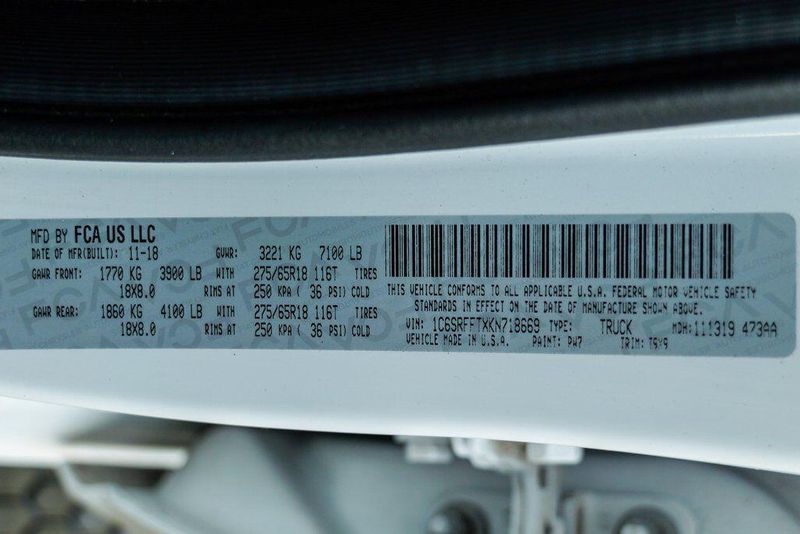 MFD BY FCA US LLC
DATE OF MFR(BUILT): 11-18 GVWR: 3221 KG 7100 LB
GAWR FRONT: 1770 KG 3900 LB WITH 275/65R18 116T TIRES
18X8.0 RIMS AT 250 KPA ( 36 PSI) COLD
GAWR REAR: 1860 KG 4100 LB WITH 275/65R18 116T TIRES
18X8.0 RIMS AT 250 KPA ( 36 PSI) COLD
THIS VEHICLE CONFORMS TO ALL APPLICABLE U.S.A. FEDERAL MOTOR VEHICLE SAFETY
STANDARDS IN EFFECT ON THE DATE OF MANUFACTURE SHOWN ABOVE.
VIN: 1C6SRFFTXKN718669 TYPE: TRUCK MDH: 111319 473AA
VEHICLE MADE IN U.S.A. PAINT: PW7 TRIM: T9Y9